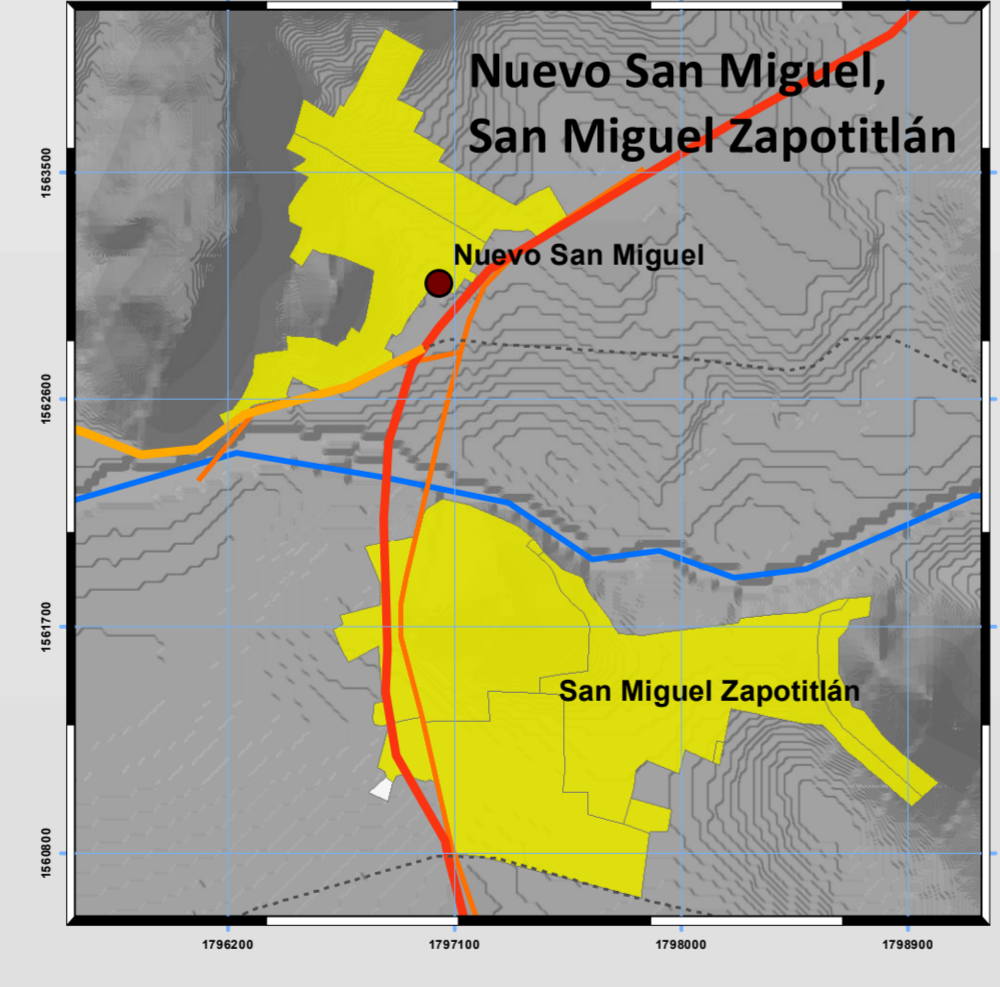 Nuevo San Miguel,
San Miguel Zapotitlán
Nuevo San Miguel
San Miguel Zapotitlán
1563500
1562600
1561700
1560800
1796200
1797100
1798000
1798900